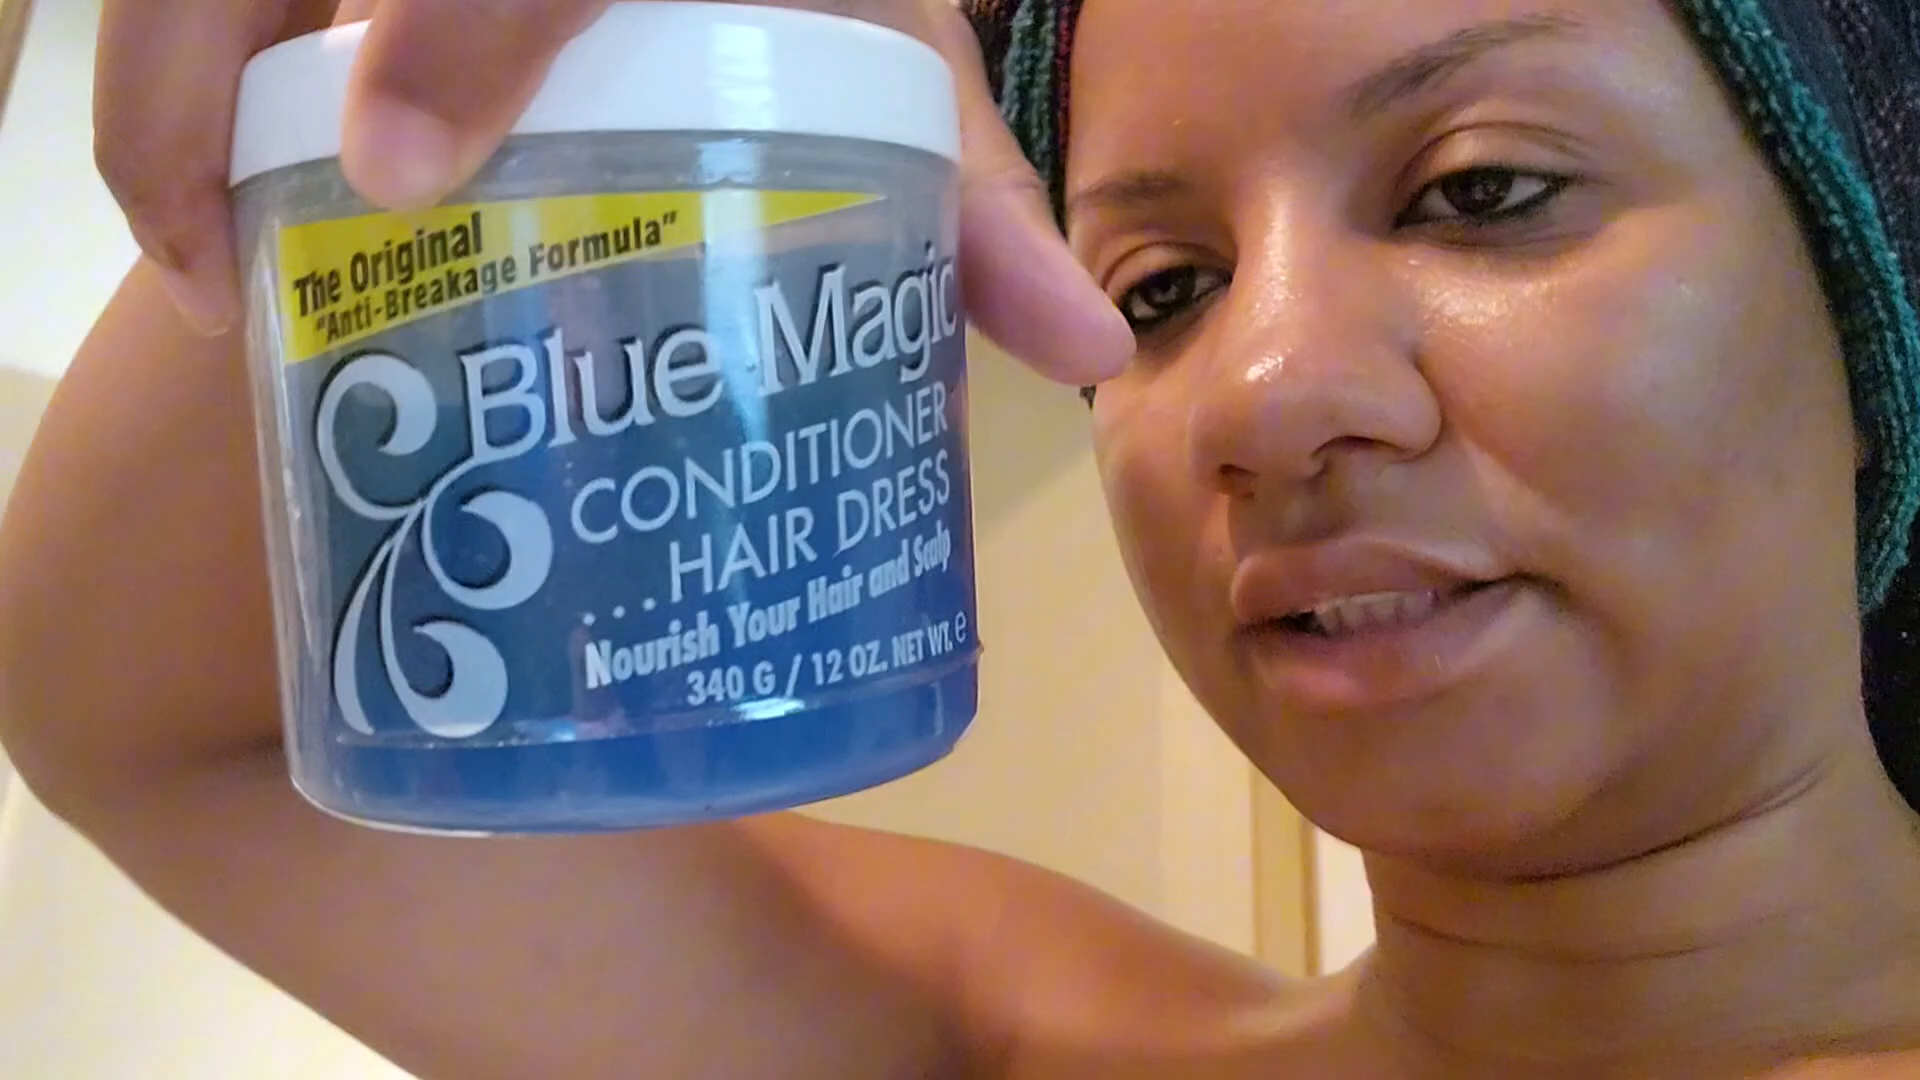 The Original
"Anti-Breakage Formula"
Blue Magic
CONDITIONER
...HAIR DRESS
Nourish Your Hair and Scalp
340 G / 12 OZ. NET WT. e